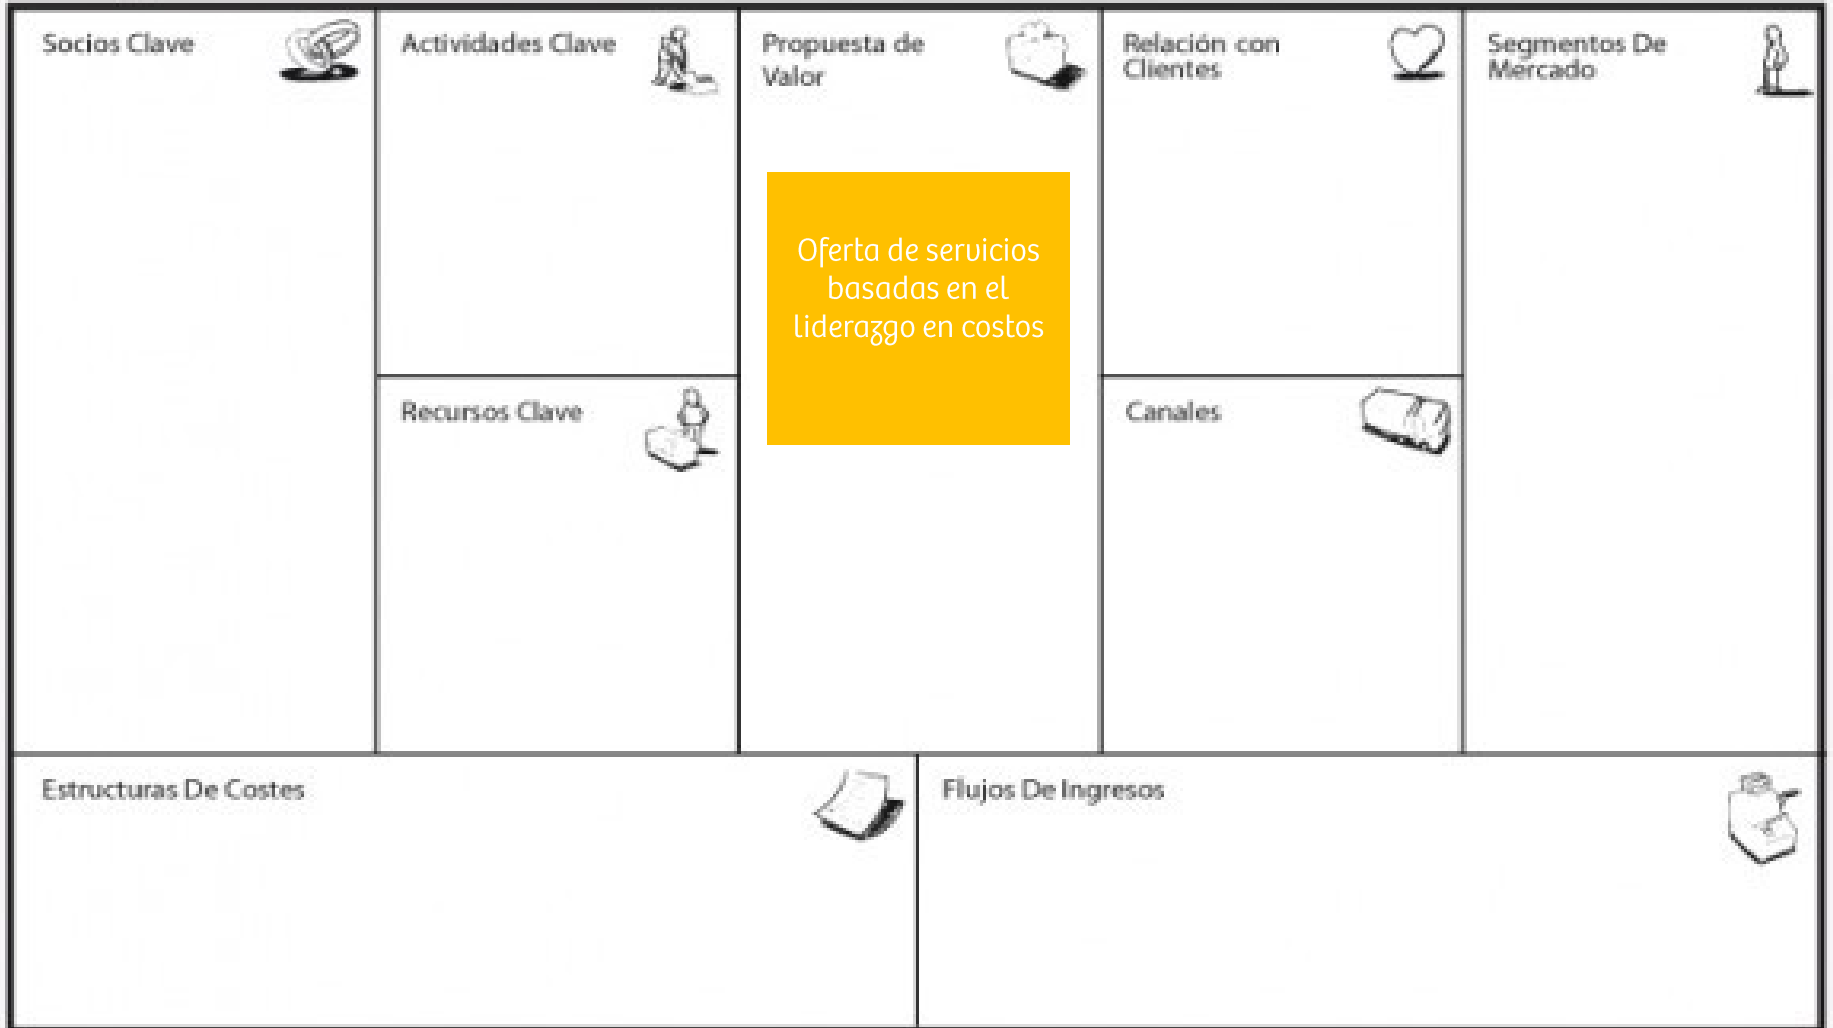 Socios Clave
Actividades Clave
Propuesta de
Valor
Oferta de servicios
basadas en el
liderazgo en costos
Relación con
Clientes
Segmentos De
Mercado
Recursos Clave
Canales
Estructuras De Costes
Flujos De Ingresos